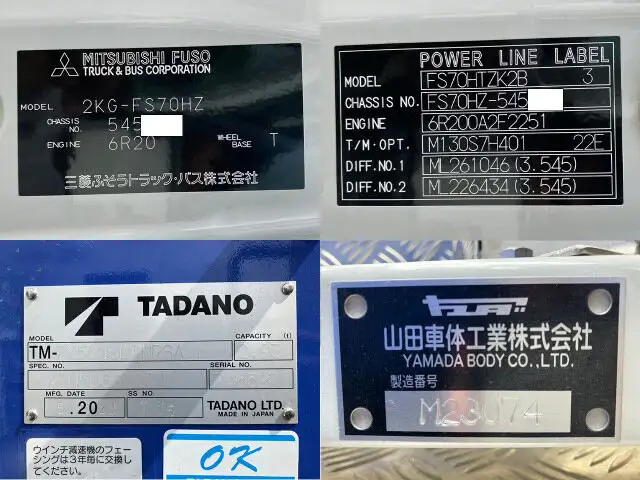 MITSUBISHI FUSO
TRUCK & BUS CORPORATION
MODEL 2KG-FS70HZ
CHASSIS NO. 545
ENGINE 6R20 WHEEL BASE T
三菱ふそうトラック・バス株式会社
POWER LINE LABEL
MODEL FS70HTZK2B 3
CHASSIS NO. FS70HZ-545
ENGINE 6R200A2F2251
T/M・OPT. M130S7H401 22E
DIFF.NO.1 ML261046(3.545)
DIFF.NO.2 ML226434(3.545)
TADANO
MODEL CAPACITY (t)
TM-
SPEC. NO. SERIAL NO.
MFG. DATE SS NO.
.20
TADANO LTD.
MADE IN JAPAN
ウインチ減速機のフェー
シングは3年毎に交換し
てください。
OK
山田車体工業株式会社
YAMADA BODY CO.,LTD.
製造番号
M23U74